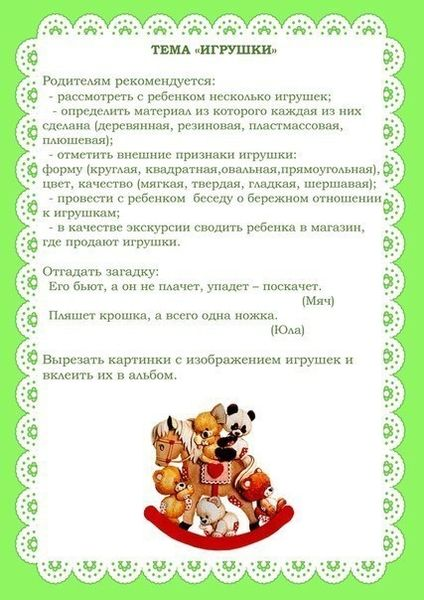 ТЕМА «ИГРУШКИ»
Родителям рекомендуется:
- рассмотреть с ребенком несколько игрушек;
- определить материал из которого каждая из них
сделана (деревянная, резиновая, пластмассовая,
плюшевая);
- отметить внешние признаки игрушки:
форму (круглая, квадратная,овальная,прямоугольная),
цвет, качество (мягкая, твердая, гладкая, шершавая);
- провести с ребенком беседу о бережном отношении
к игрушкам;
- в качестве экскурсии сводить ребенка в магазин,
где продают игрушки.
Отгадать загадку:
Его бьют, а он не плачет, упадет – поскачет.
(Мяч)
Пляшет крошка, а всего одна ножка.
(Юла)
Вырезать картинки с изображением игрушек и
вклеить их в альбом.